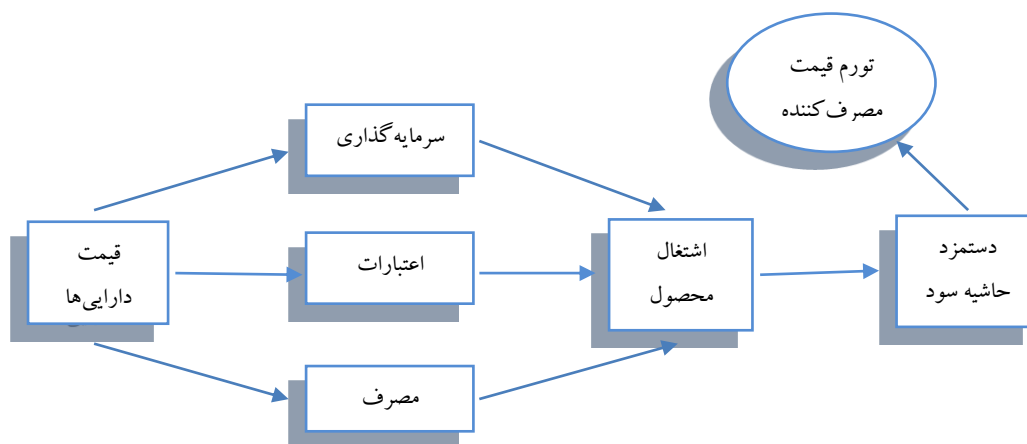 تورم قیمت
مصرف‌کننده
سرمایه‌گذاری
قیمت
دارایی‌ها
اعتبارات
اشتغال
محصول
دستمزد
حاشیه سود
مصرف